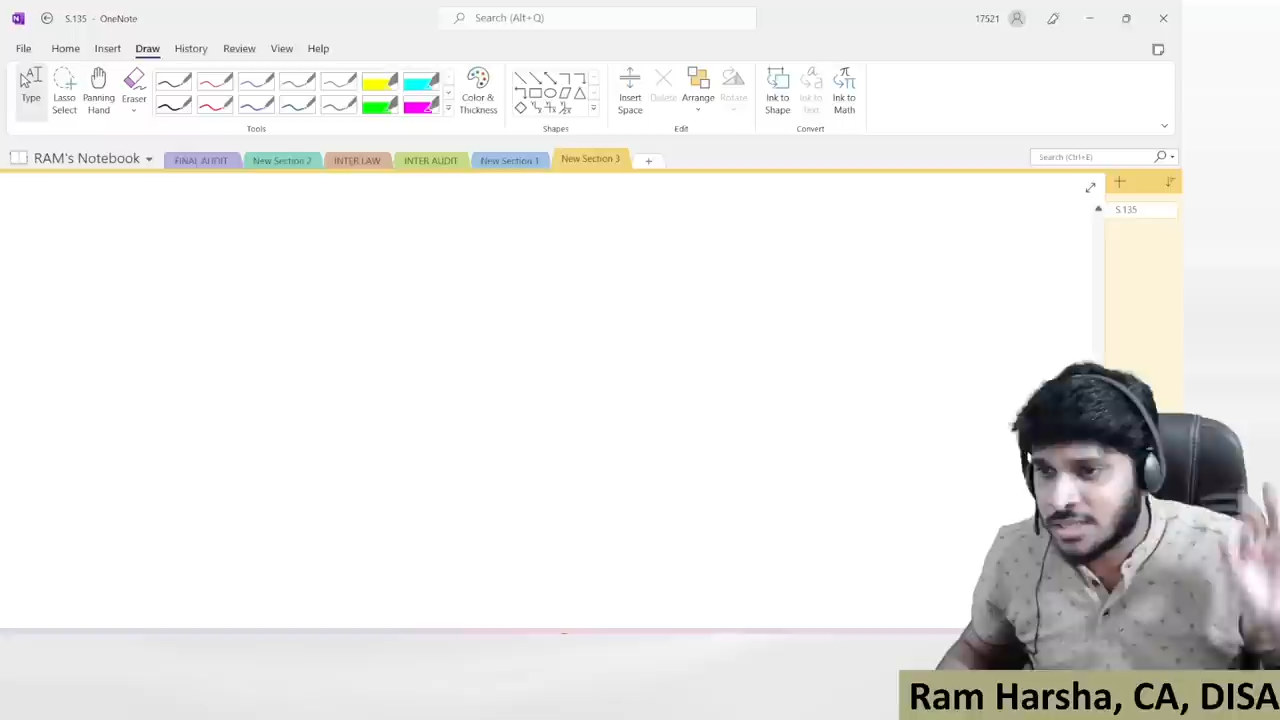 S.135 - OneNote
Search (Alt+Q)
17521
File Home Insert Draw History Review View Help
Type
Lasso Select
Panning Hand
Eraser
Color & Thickness
Insert Space
Delete
Arrange
Rotate
Ink to Shape
Ink to Text
Ink to Math
Tools
Shapes
Edit
Convert
RAM's Notebook
FINAL AUDIT
New Section 2
INTER LAW
INTER AUDIT
New Section 1
New Section 3
Search (Ctrl+E)
S.135
Ram Harsha, CA, DISA